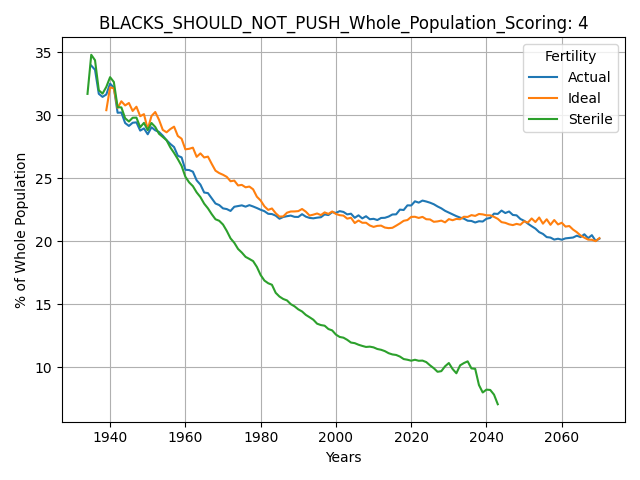 BLACKS_SHOULD_NOT_PUSH_Whole_Population_Scoring: 4
Fertility
Actual
Ideal
Sterile
% of Whole Population
35
30
25
20
15
10
1940 1960 1980 2000 2020 2040 2060
Years